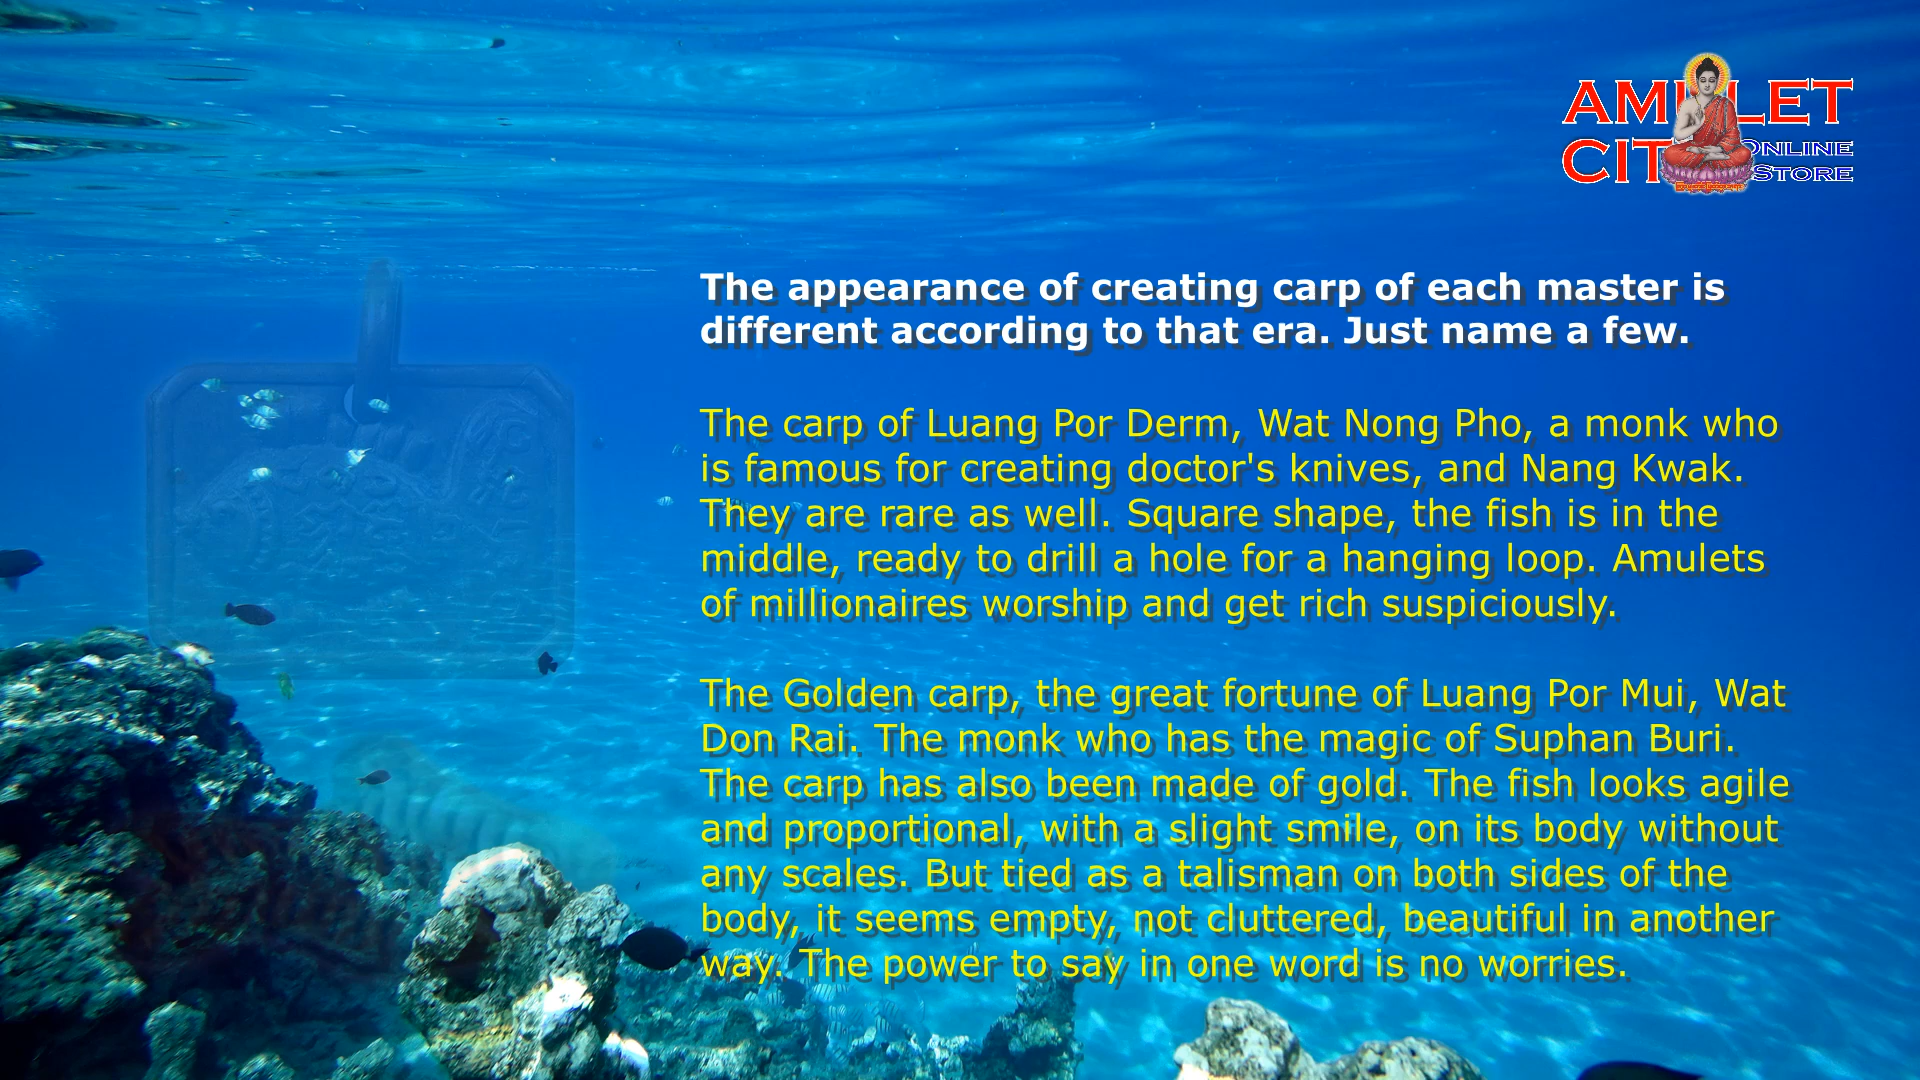 AMULET
CITY ONLINE
STORE
The appearance of creating carp of each master is
different according to that era. Just name a few.
The carp of Luang Por Derm, Wat Nong Pho, a monk who
is famous for creating doctor's knives, and Nang Kwak.
They are rare as well. Square shape, the fish is in the
middle, ready to drill a hole for a hanging loop. Amulets
of millionaires worship and get rich suspiciously.
The Golden carp, the great fortune of Luang Por Mui, Wat
Don Rai. The monk who has the magic of Suphan Buri.
The carp has also been made of gold. The fish looks agile
and proportional, with a slight smile, on its body without
any scales. But tied as a talisman on both sides of the
body, it seems empty, not cluttered, beautiful in another
way. The power to say in one word is no worries.